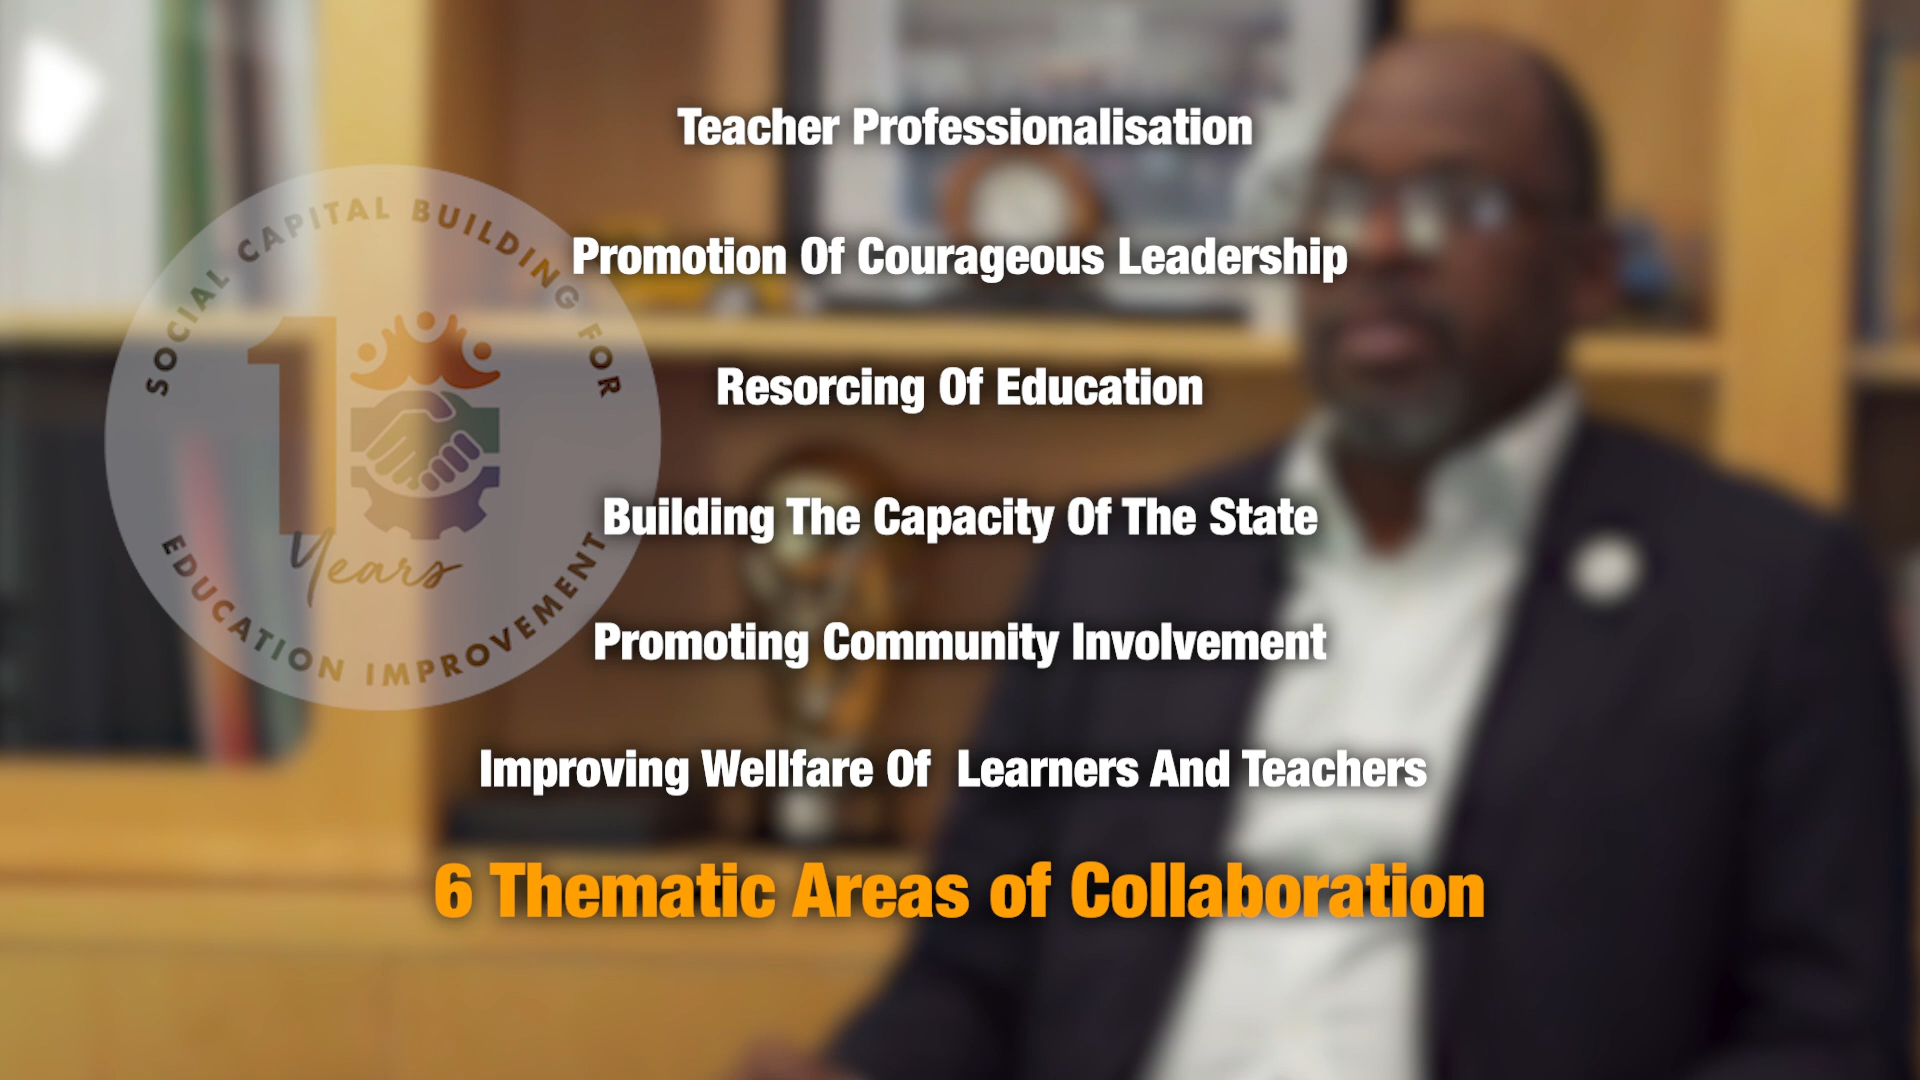 Teacher Professionalisation
Promotion Of Courageous Leadership
Resorcing Of Education
Building The Capacity Of The State
Promoting Community Involvement
Improving Wellfare Of  Learners And Teachers
6 Thematic Areas of Collaboration
SOCIAL CAPITAL BUILDING FOR
10
Years
EDUCATION IMPROVEMENT